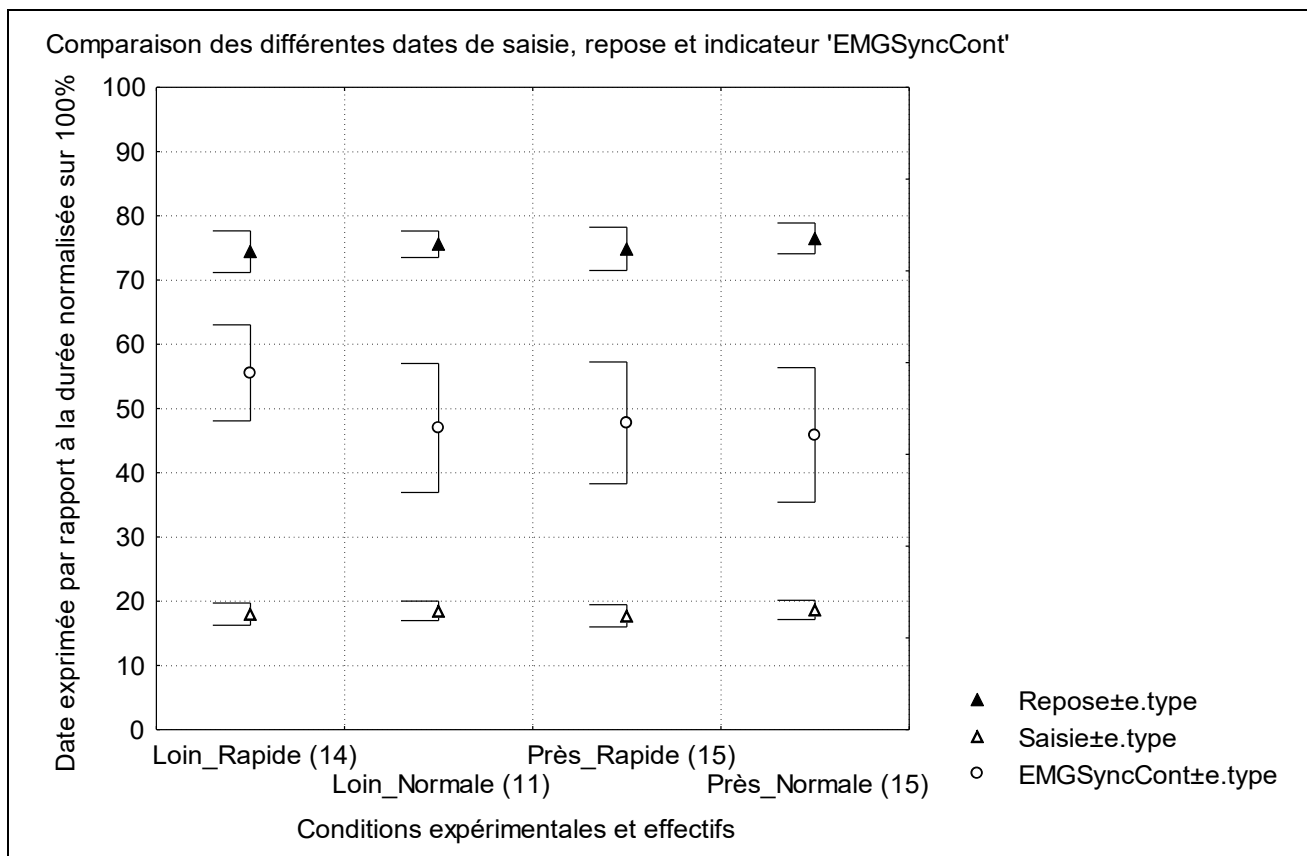 Comparaison des différentes dates de saisie, repose et indicateur 'EMGSyncCont'
Date exprimée par rapport à la durée normalisée sur 100%
100
90
80
70
60
50
40
30
20
10
0
Loin_Rapide (14)
Loin_Normale (11)
Près_Rapide (15)
Près_Normale (15)
Conditions expérimentales et effectifs
Repose±e.type
Saisie±e.type
EMGSyncCont±e.type